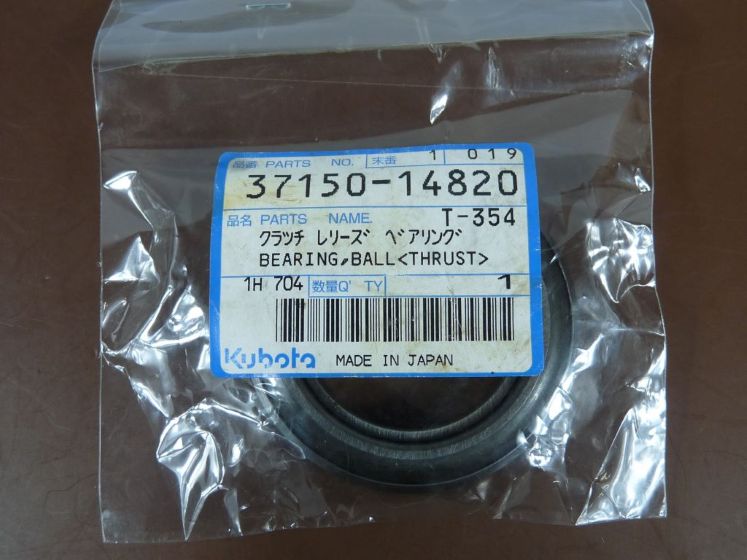 品番 PARTS NO. 末番 1 019
37150-14820
品名 PARTS NAME. T-354
クラッチ レリーズ ベアリング
BEARING,BALL<THRUST>
1H 704 数量Q' TY 1
Kubota MADE IN JAPAN